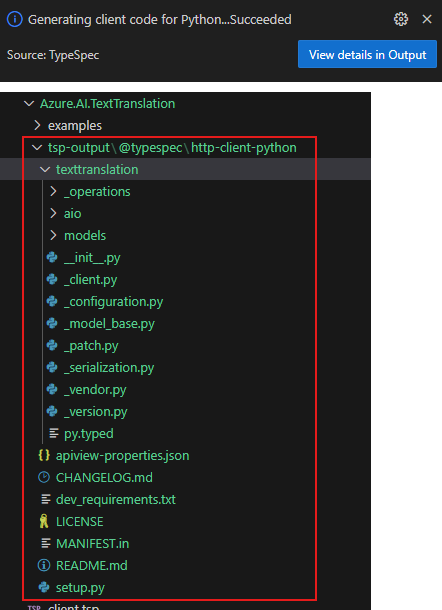 Generating client code for Python...Succeeded
Source: TypeSpec
View details in Output
Azure.AI.TextTranslation
examples
tsp-output\@typespec\http-client-python
texttranslation
_operations
aio
models
__init__.py
_client.py
_configuration.py
_model_base.py
_patch.py
_serialization.py
_vendor.py
_version.py
py.typed
apiview-properties.json
CHANGELOG.md
dev_requirements.txt
LICENSE
MANIFEST.in
README.md
setup.py
TSP client.tsp